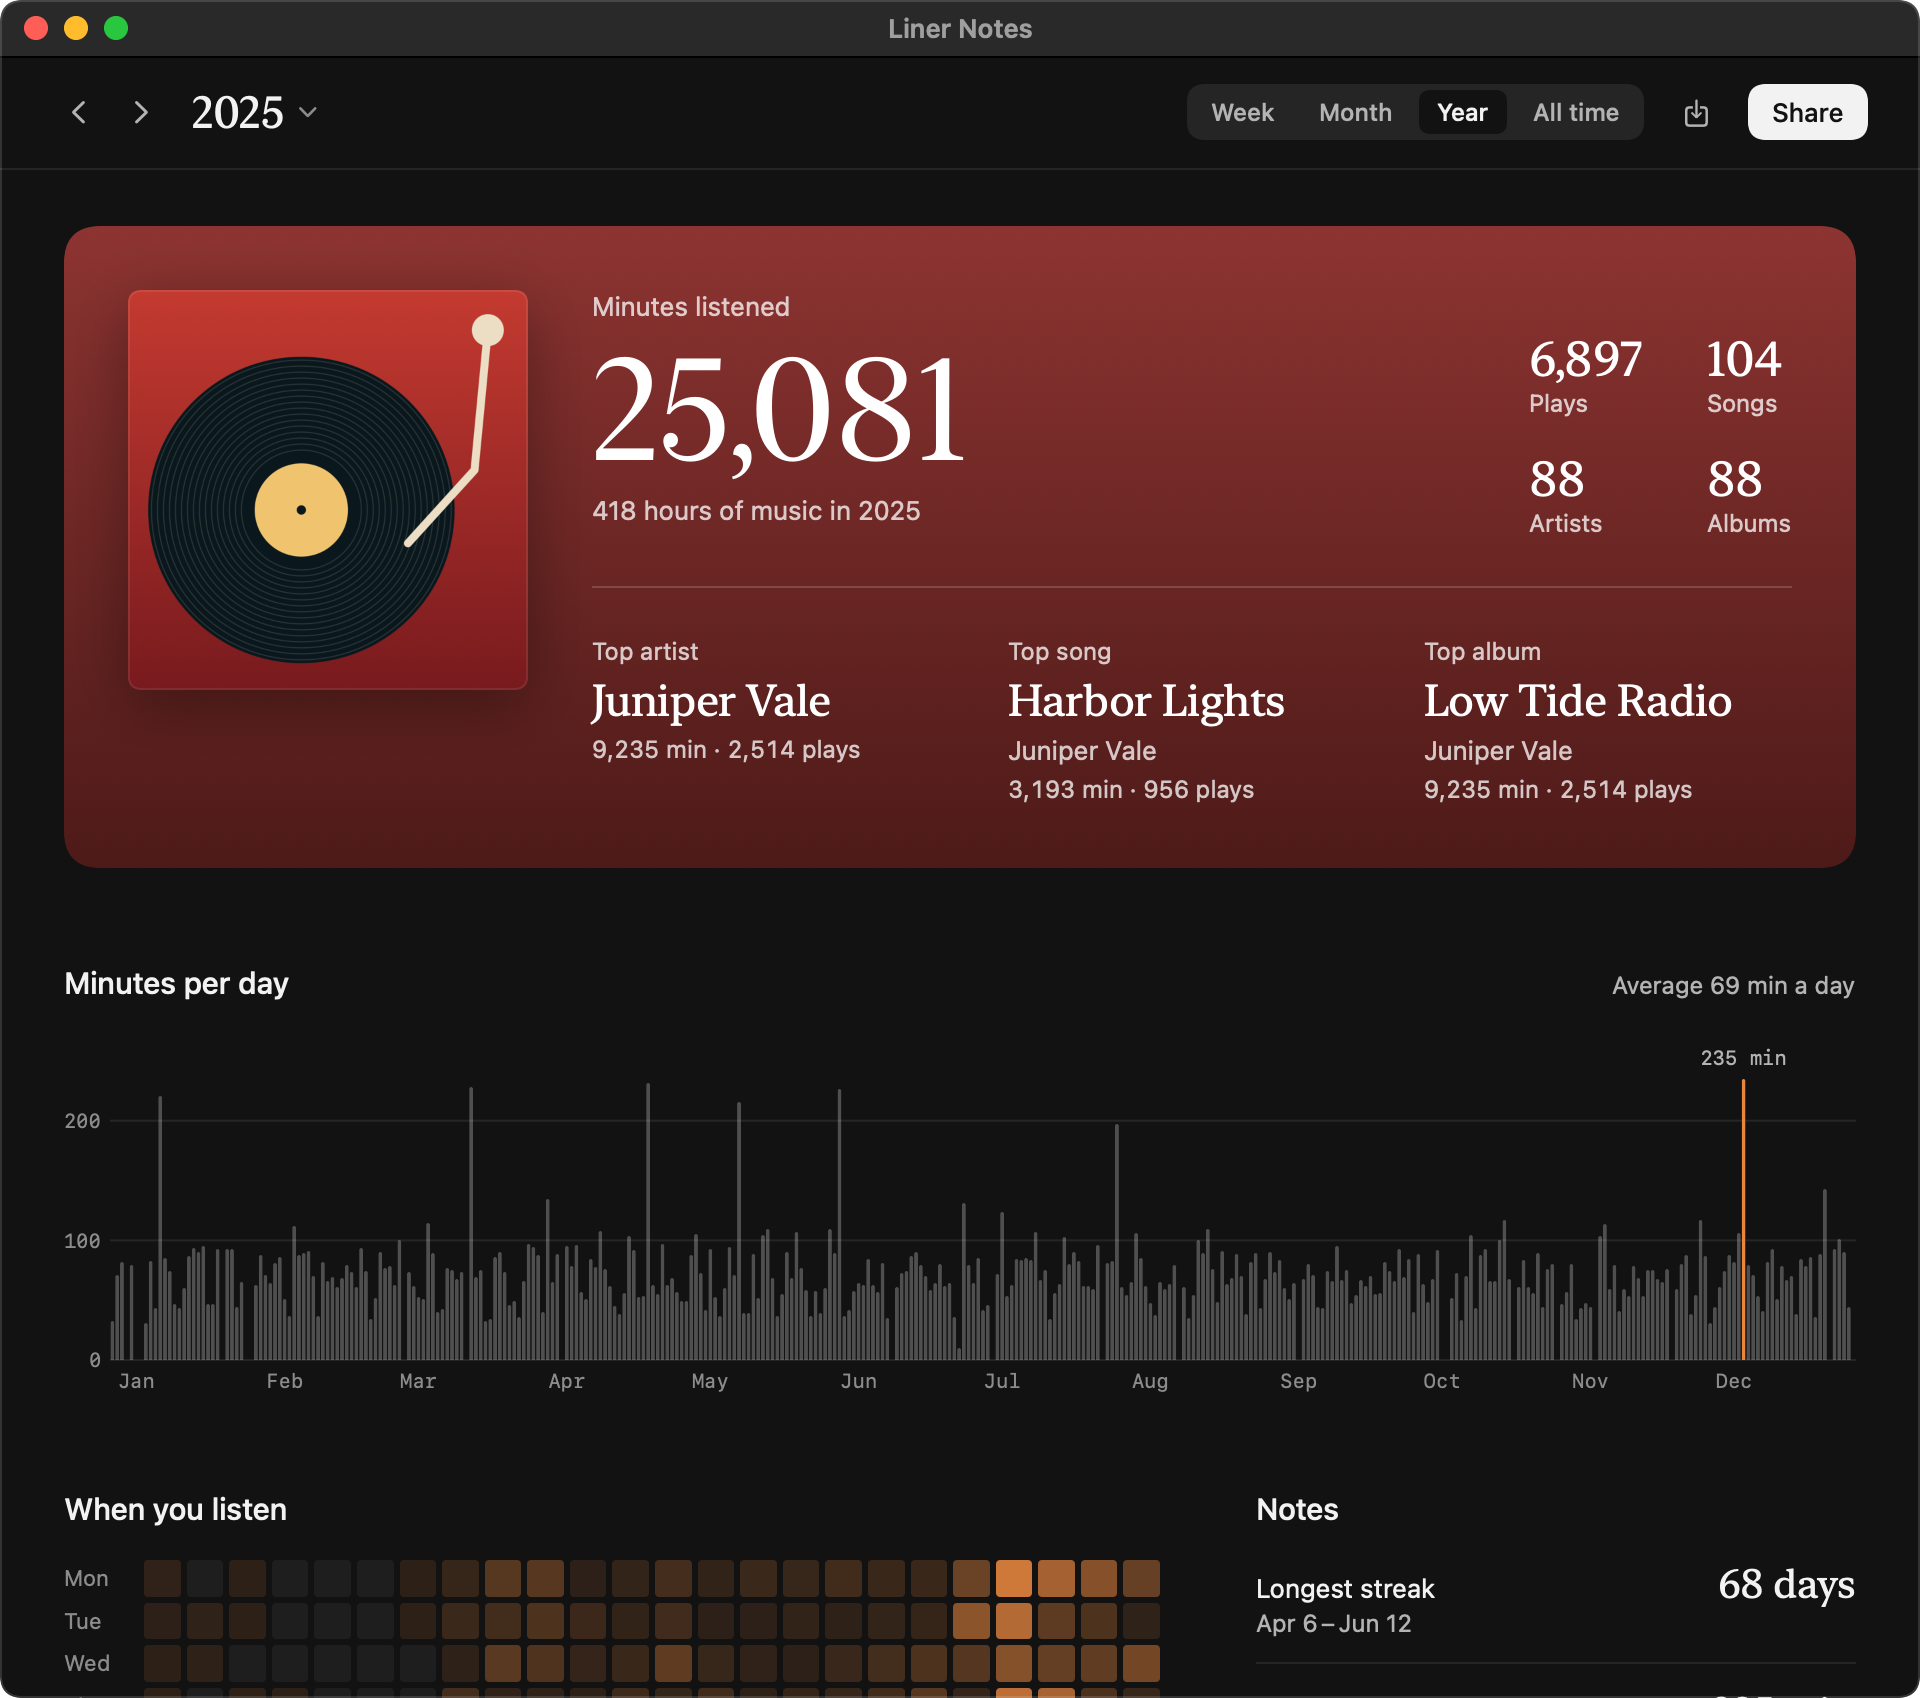 Liner Notes
2025
Week
Month
Year
All time
Share
Minutes listened
25,081
418 hours of music in 2025
6,897
Plays
104
Songs
88
Artists
88
Albums
Top artist
Juniper Vale
9,235 min · 2,514 plays
Top song
Harbor Lights
Juniper Vale
3,193 min · 956 plays
Top album
Low Tide Radio
Juniper Vale
9,235 min · 2,514 plays
Minutes per day
Average 69 min a day
235 min
200
100
0
Jan
Feb
Mar
Apr
May
Jun
Jul
Aug
Sep
Oct
Nov
Dec
When you listen
Mon
Tue
Wed
Notes
Longest streak
68 days
Apr 6 – Jun 12